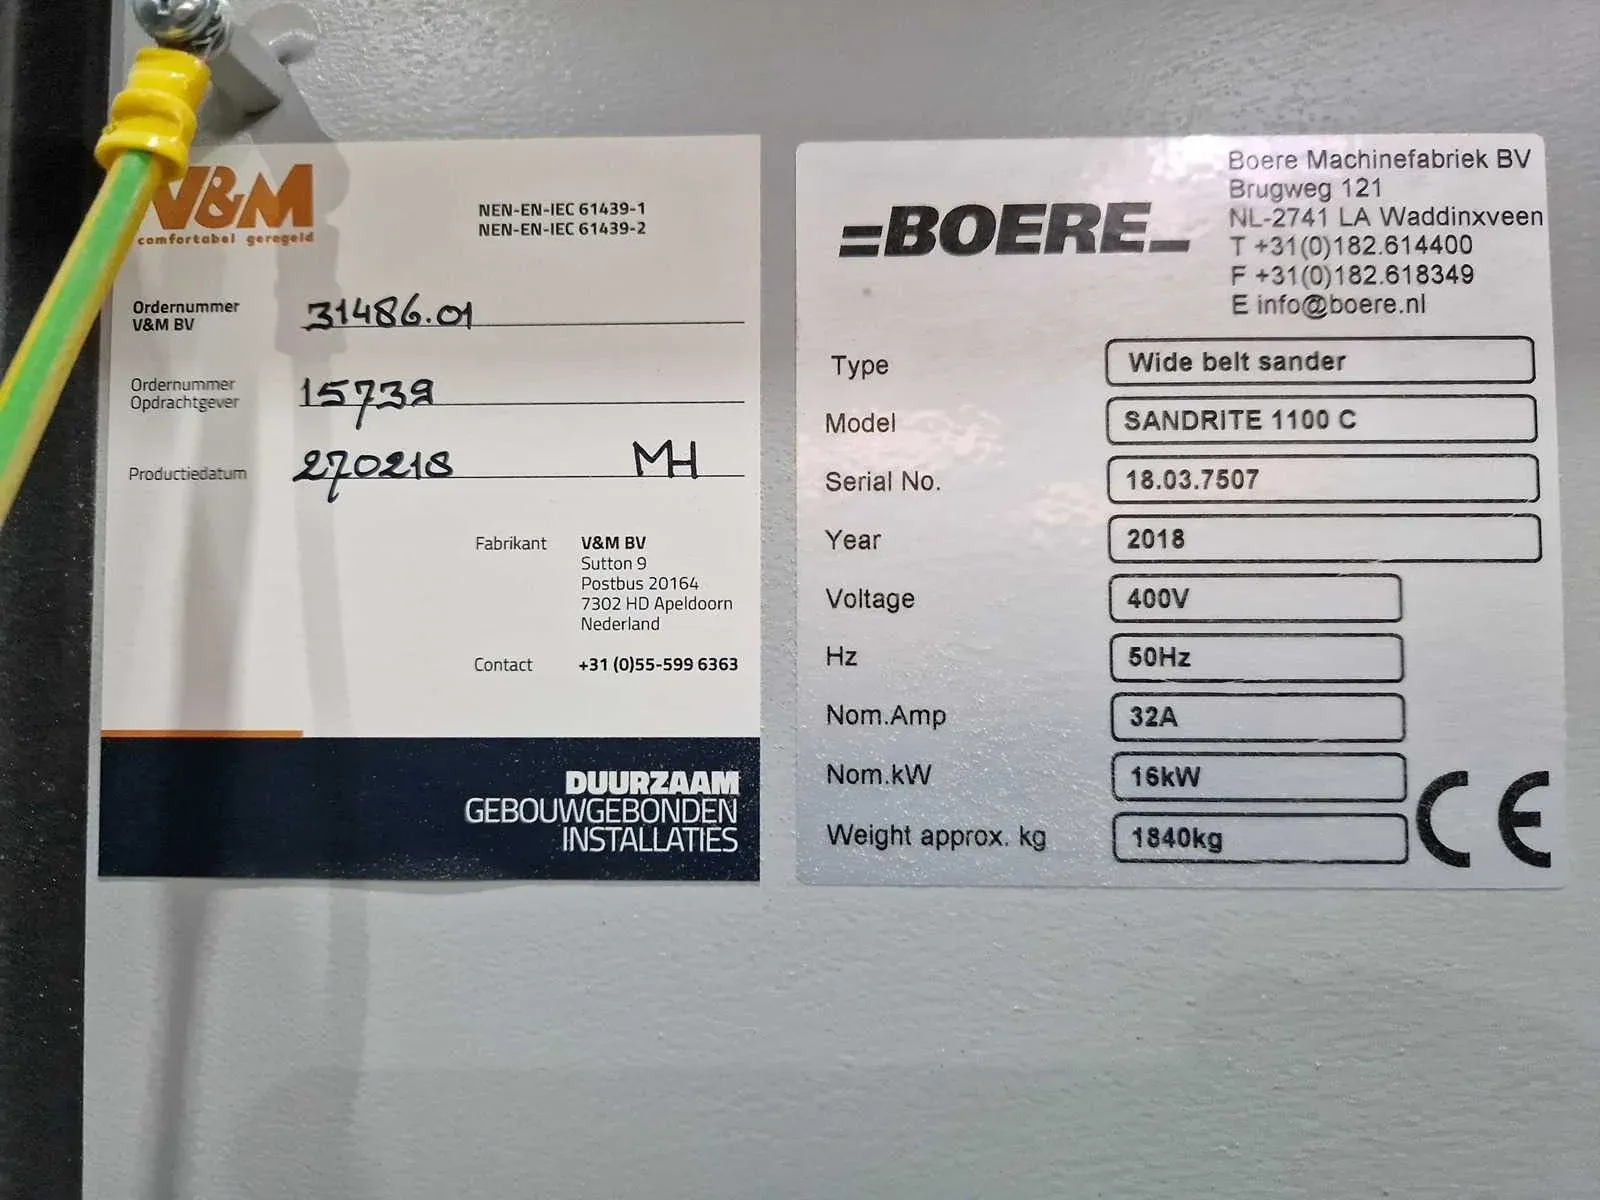 V&M
comfortabel geregeld
NEN-EN-IEC 61439-1
NEN-EN-IEC 61439-2
Ordernummer
V&M BV
31486.01
Ordernummer
Opdrachtgever
15739
Productiedatum
270218 MH
Fabrikant V&M BV
Sutton 9
Postbus 20164
7302 HD Apeldoorn
Nederland
Contact +31 (0)55-599 6363
DUURZAAM
GEBOUWGEBONDEN
INSTALLATIES
=BOERE_
Boere Machinefabriek BV
Brugweg 121
NL-2741 LA Waddinxveen
T +31(0)182.614400
F +31(0)182.618349
E info@boere.nl
Type Wide belt sander
Model SANDRITE 1100 C
Serial No. 18.03.7507
Year 2018
Voltage 400V
Hz 50Hz
Nom.Amp 32A
Nom.kW 16kW
Weight approx. kg 1840kg
CE